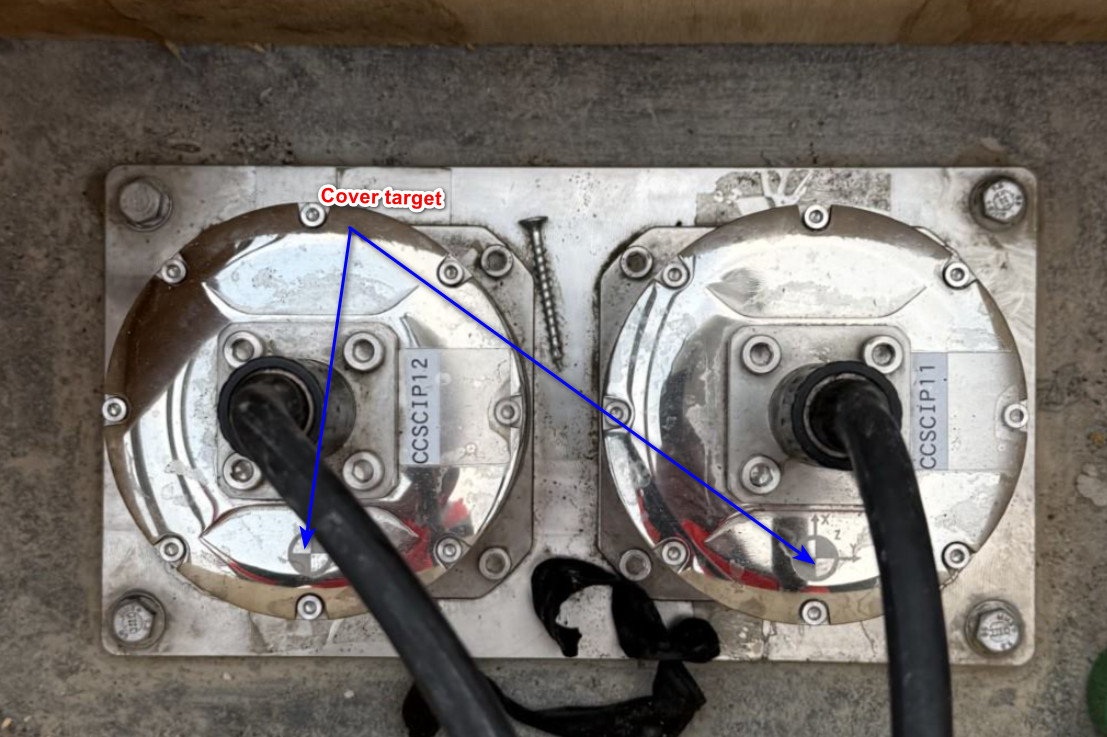 Cover target
CCSCIP12
CCSCIP11
X
Z